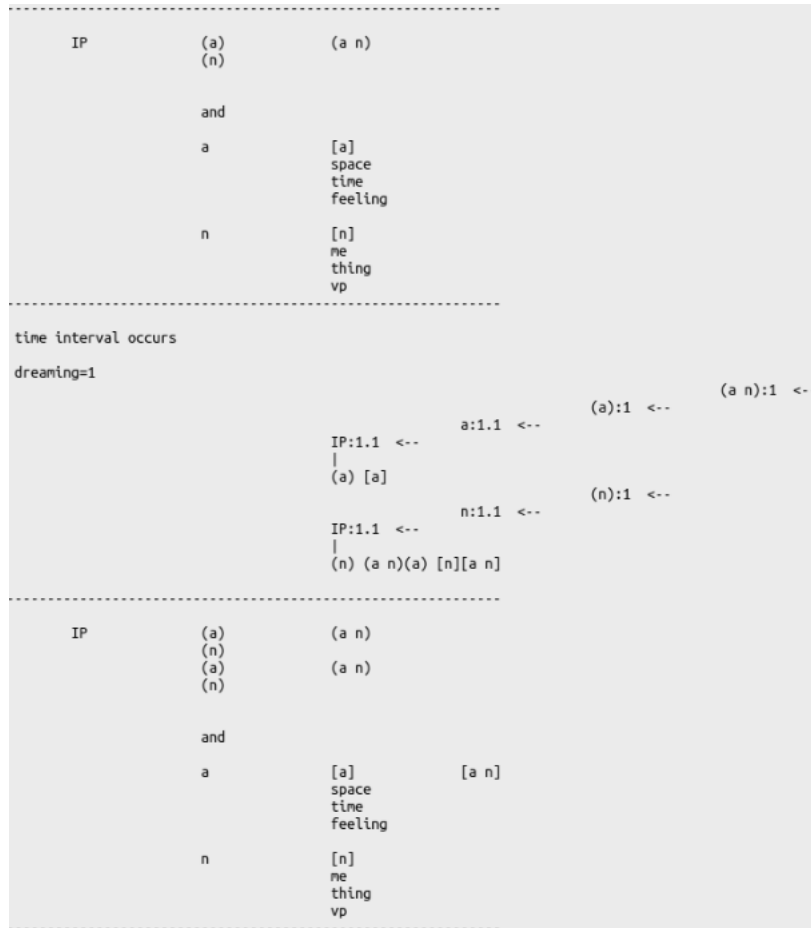 ------------------------------------------------------------
IP (a) (a n)
(n)
and
a [a]
space
time
feeling
n [n]
me
thing
vp
------------------------------------------------------------
time interval occurs
dreaming=1
(a n):1 <-
(a):1 <--
a:1.1 <--
IP:1.1 <--
|
(a) [a]
(n):1 <--
n:1.1 <--
IP:1.1 <--
|
(n) (a n)(a) [n][a n]
------------------------------------------------------------
IP (a) (a n)
(n)
(a) (a n)
(n)
and
a [a] [a n]
space
time
feeling
n [n]
me
thing
vp
------------------------------------------------------------